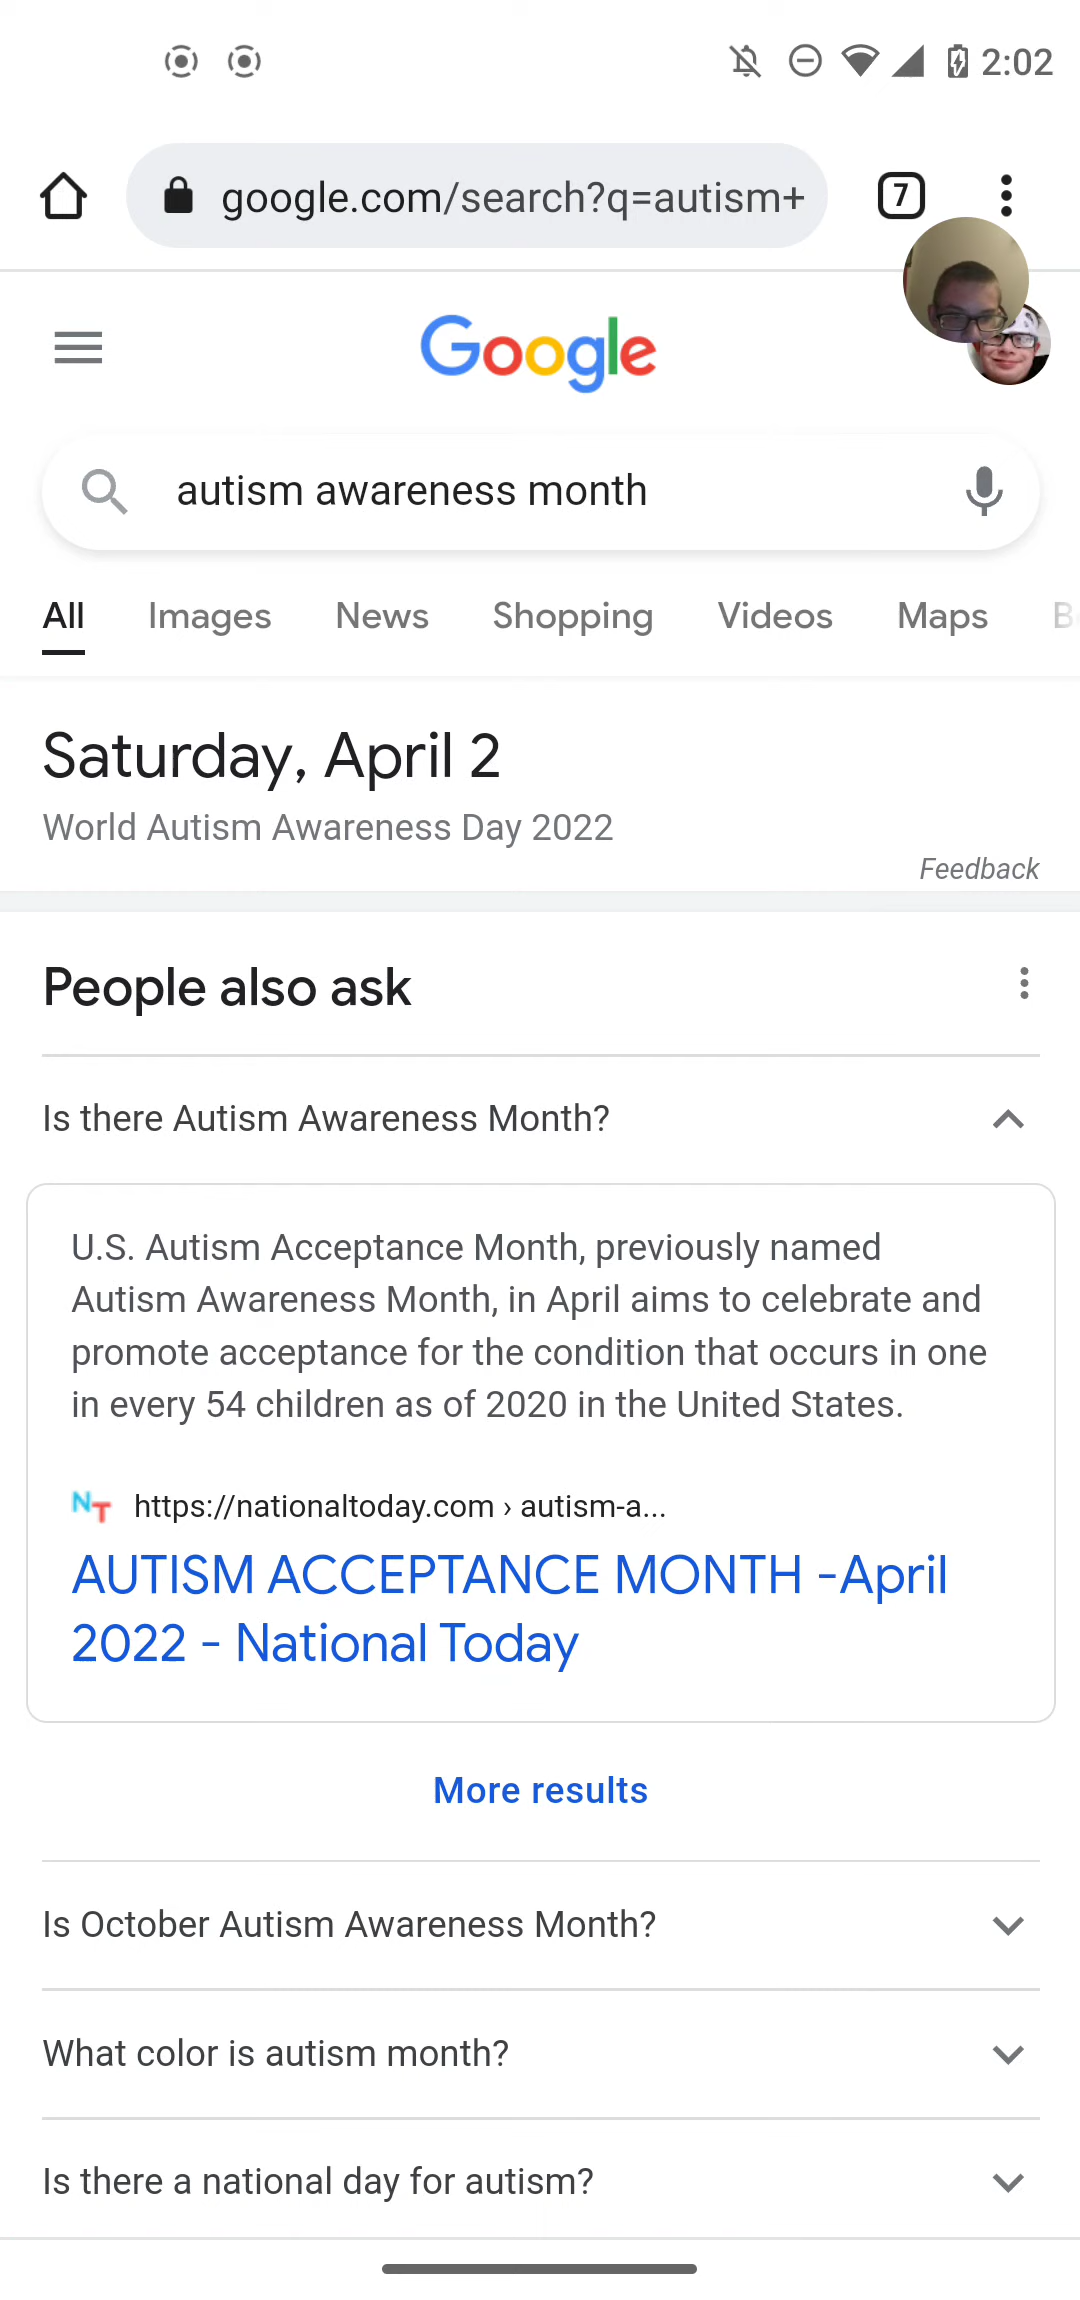 2:02
google.com/search?q=autism+
7
Google
autism awareness month
All Images News Shopping Videos Maps
Saturday, April 2
World Autism Awareness Day 2022
Feedback
People also ask
Is there Autism Awareness Month?
U.S. Autism Acceptance Month, previously named
Autism Awareness Month, in April aims to celebrate and
promote acceptance for the condition that occurs in one
in every 54 children as of 2020 in the United States.
NT https://nationaltoday.com › autism-a...
AUTISM ACCEPTANCE MONTH -April
2022 - National Today
More results
Is October Autism Awareness Month?
What color is autism month?
Is there a national day for autism?